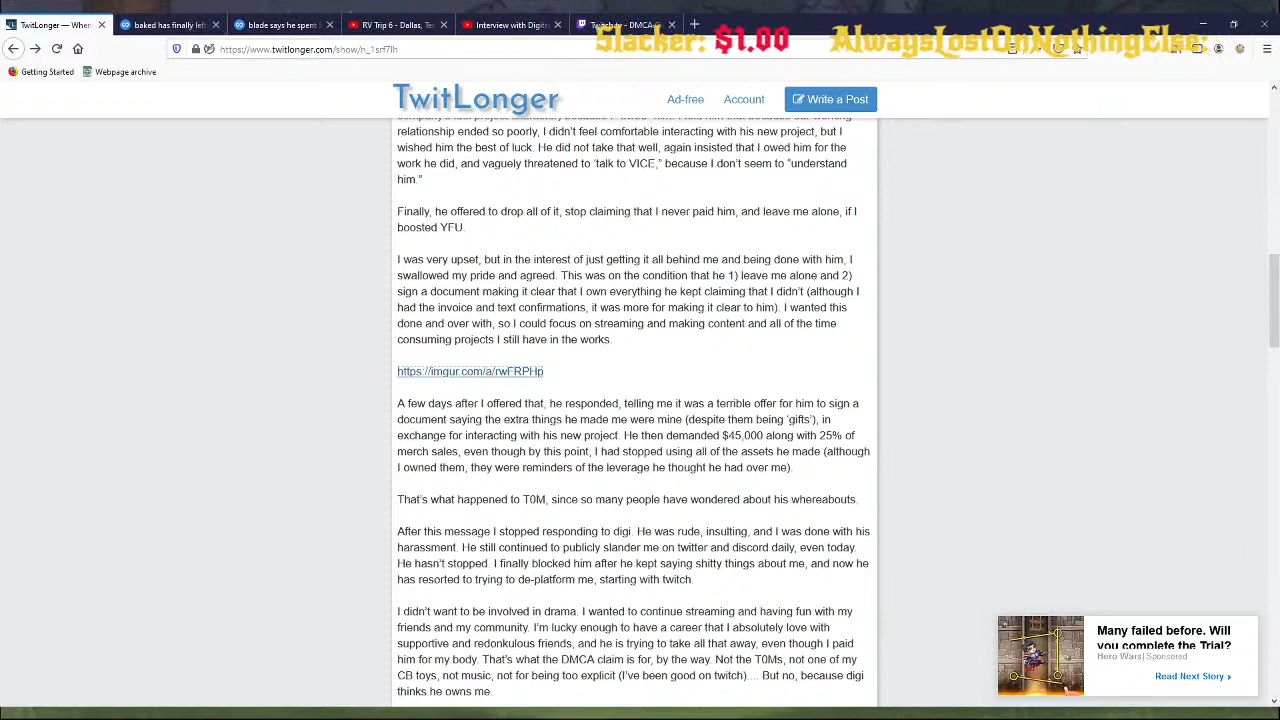 TwitLonger — Whe
baked has finally left
blade says he spent
RV Trip 6 - Dallas, Te
Interview with Digitr
Twitch.tv - DMCA
Slacker: $1.00
AlwaysLostOnNothingElse:
https://www.twitlonger.com/show/n_1srf7lh
Getting Started
Webpage archive
TwitLonger
Ad-free
Account
Write a Post
relationship ended so poorly, I didn't feel comfortable interacting with his new project, but I
wished him the best of luck. He did not take that well, again insisted that I owed him for the
work he did, and vaguely threatened to 'talk to VICE," because I don't seem to "understand
him."
Finally, he offered to drop all of it, stop claiming that I never paid him, and leave me alone, if I
boosted YFU.
I was very upset, but in the interest of just getting it all behind me and being done with him, I
swallowed my pride and agreed. This was on the condition that he 1) leave me alone and 2)
sign a document making it clear that I own everything he kept claiming that I didn't (although I
had the invoice and text confirmations, it was more for making it clear to him). I wanted this
done and over with, so I could focus on streaming and making content and all of the time
consuming projects I still have in the works.
https://imgur.com/a/rwFRPHp
A few days after I offered that, he responded, telling me it was a terrible offer for him to sign a
document saying the extra things he made me were mine (despite them being 'gifts'), in
exchange for interacting with his new project. He then demanded $45,000 along with 25% of
merch sales, even though by this point, I had stopped using all of the assets he made (although
I owned them, they were reminders of the leverage he thought he had over me).
That's what happened to T0M, since so many people have wondered about his whereabouts.
After this message I stopped responding to digi. He was rude, insulting, and I was done with his
harassment. He still continued to publicly slander me on twitter and discord daily, even today.
He hasn't stopped. I finally blocked him after he kept saying shitty things about me, and now he
has resorted to trying to de-platform me, starting with twitch.
I didn't want to be involved in drama. I wanted to continue streaming and having fun with my
friends and my community. I'm lucky enough to have a career that I absolutely love with
supportive and redonkulous friends, and he is trying to take all that away, even though I paid
him for my body. That's what the DMCA claim is for, by the way. Not the T0Ms, not one of my
CB toys, not music, not for being too explicit (I've been good on twitch).... But no, because digi
thinks he owns me.
Many failed before. Will
you complete the Trial?
Hero Wars | Sponsored
Read Next Story